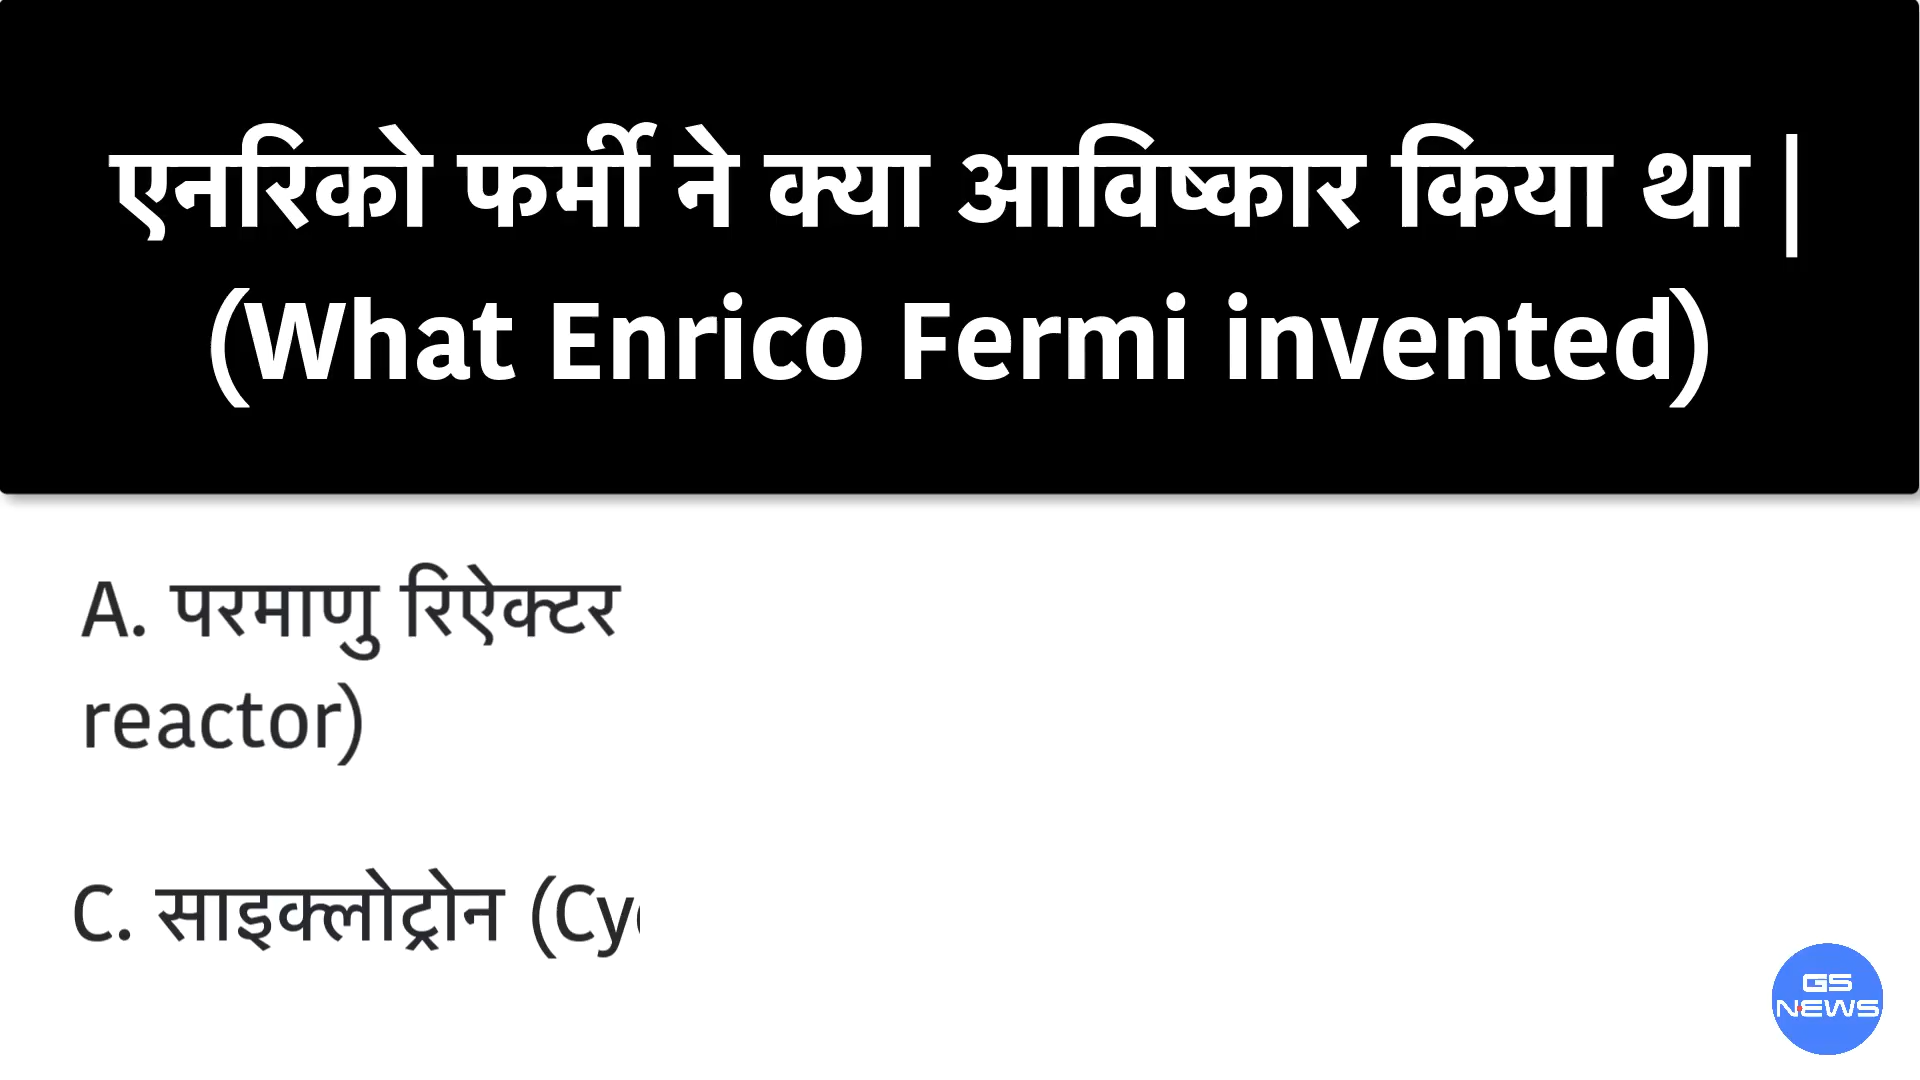 एनरिको फर्मी ने क्या आविष्कार किया था |
(What Enrico Fermi invented)
A. परमाणु रिऐक्टर
reactor)
C. साइक्लोट्रोन (Cy
GS
NEWS